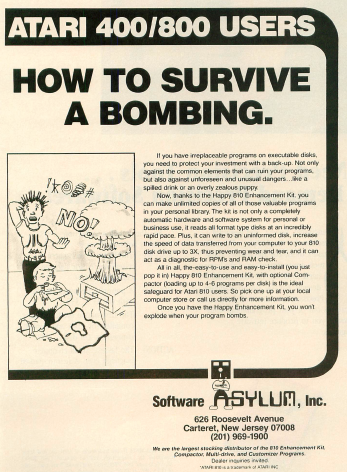 ATARI 400/800 USERS
HOW TO SURVIVE
A BOMBING.
!*@#
NO!
If you have irreplaceable programs on executable disks,
you need to protect your investment with a back-up. Not only
against the common elements that can ruin your programs,
but also against unforeseen and unusual dangers...like a
spilled drink or an overly zealous puppy.
Now, thanks to the Happy 810 Enhancement Kit, you
can make unlimited copies of all of those valuable programs
in your personal library. The kit is not only a completely
automatic hardware and software system for personal or
business use, it reads all format type disks at an incredibly
rapid pace. Plus, it can write to an uninformed disk, increase
the speed of data transferred from your computer to your 810
disk drive up to 3X, thus preventing wear and tear, and it can
act as a diagnostic for RPM's and RAM check.
All in all, the-easy-to-use and easy-to-install (you just
pop it in) Happy 810 Enhancement Kit, with optional Com-
pactor (loading up to 4-6 programs per disk) is the ideal
safeguard for Atari 810 users. So pick one up at your local
computer store or call us directly for more information.
Once you have the Happy Enhancement Kit, you won't
explode when your program bombs.
Software ASYLUM, Inc.
626 Roosevelt Avenue
Carteret, New Jersey 07008
(201) 969-1900
We are the largest stocking distributor of the 810 Enhancement Kit,
Compactor, Multi-drive, and Customizer Programs.
Dealer inquiries invited
*ATARI 810 is a trademark of ATARI INC